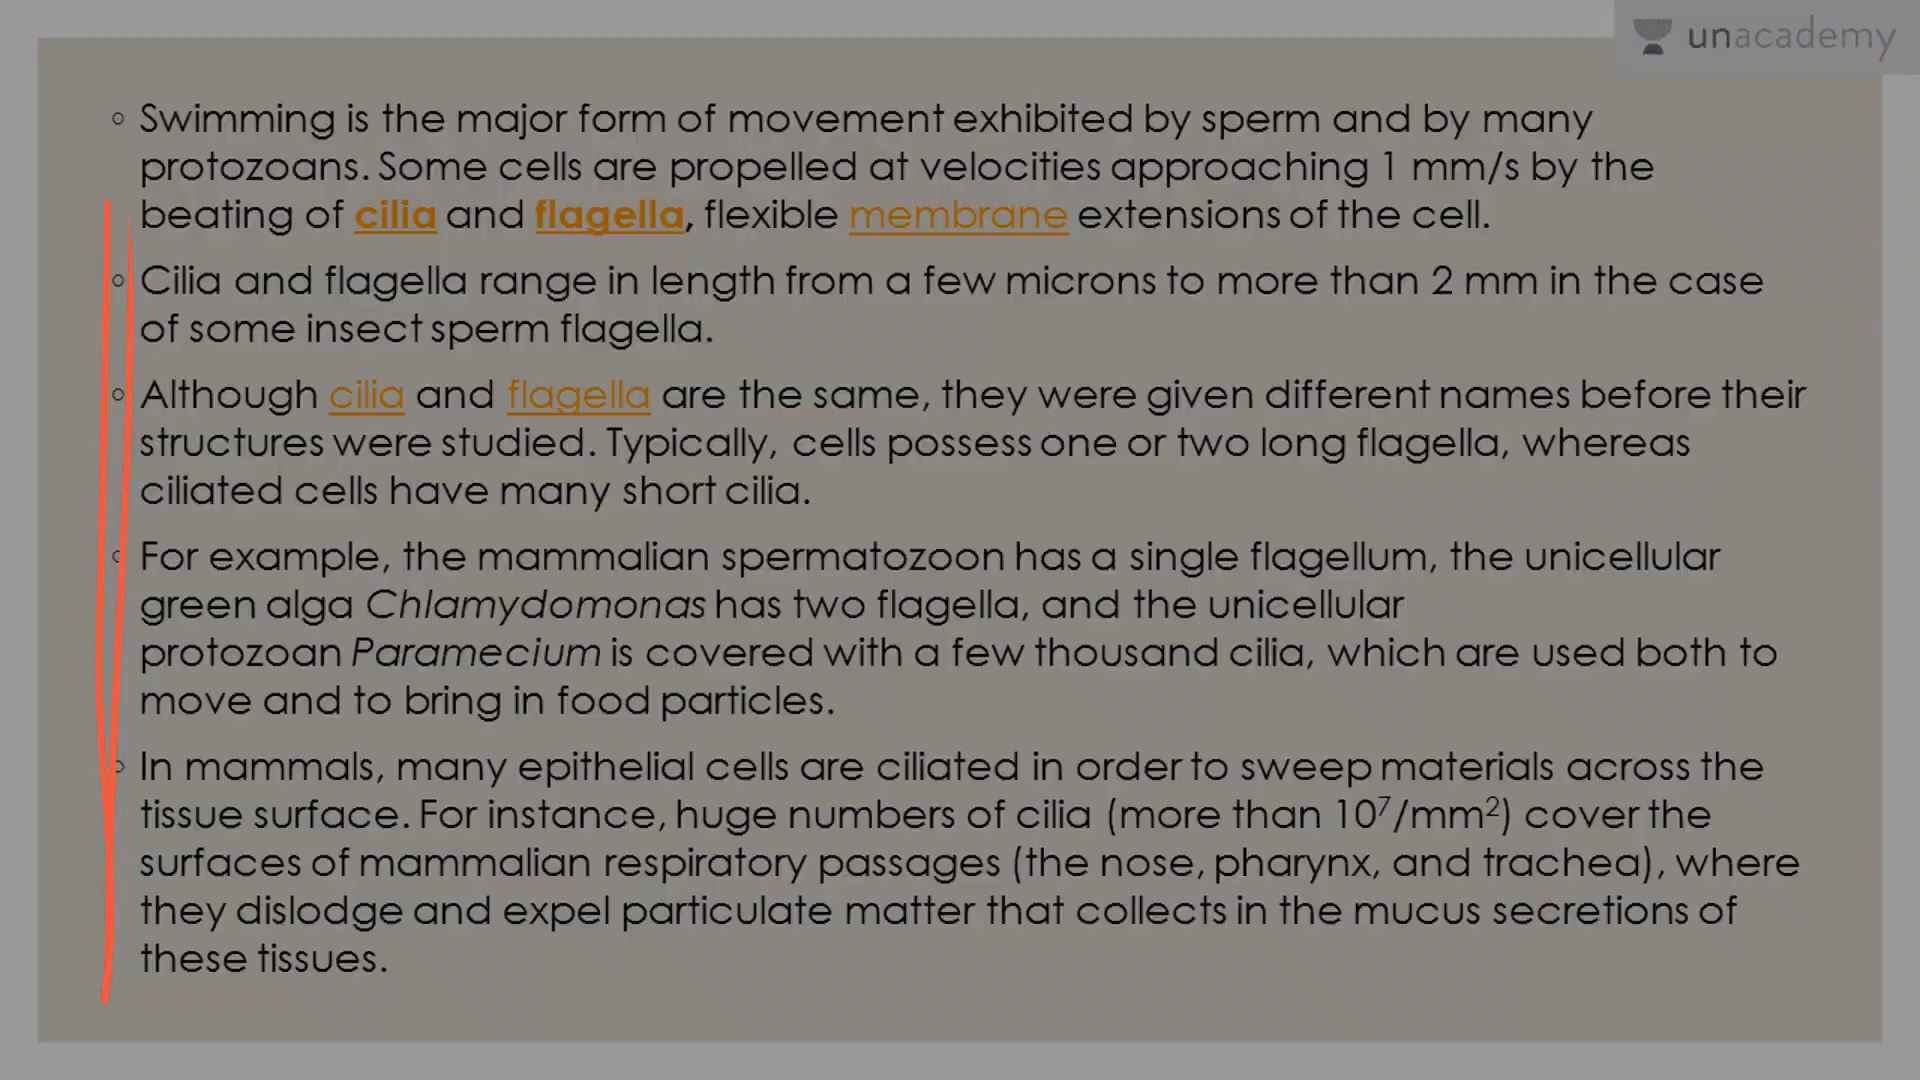 unacademy
◦ Swimming is the major form of movement exhibited by sperm and by many
protozoans. Some cells are propelled at velocities approaching 1 mm/s by the
beating of cilia and flagella, flexible membrane extensions of the cell.
◦ Cilia and flagella range in length from a few microns to more than 2 mm in the case
of some insect sperm flagella.
◦ Although cilia and flagella are the same, they were given different names before their
structures were studied. Typically, cells possess one or two long flagella, whereas
ciliated cells have many short cilia.
◦ For example, the mammalian spermatozoon has a single flagellum, the unicellular
green alga Chlamydomonas has two flagella, and the unicellular
protozoan Paramecium is covered with a few thousand cilia, which are used both to
move and to bring in food particles.
◦ In mammals, many epithelial cells are ciliated in order to sweep materials across the
tissue surface. For instance, huge numbers of cilia (more than 10⁷/mm²) cover the
surfaces of mammalian respiratory passages (the nose, pharynx, and trachea), where
they dislodge and expel particulate matter that collects in the mucus secretions of
these tissues.